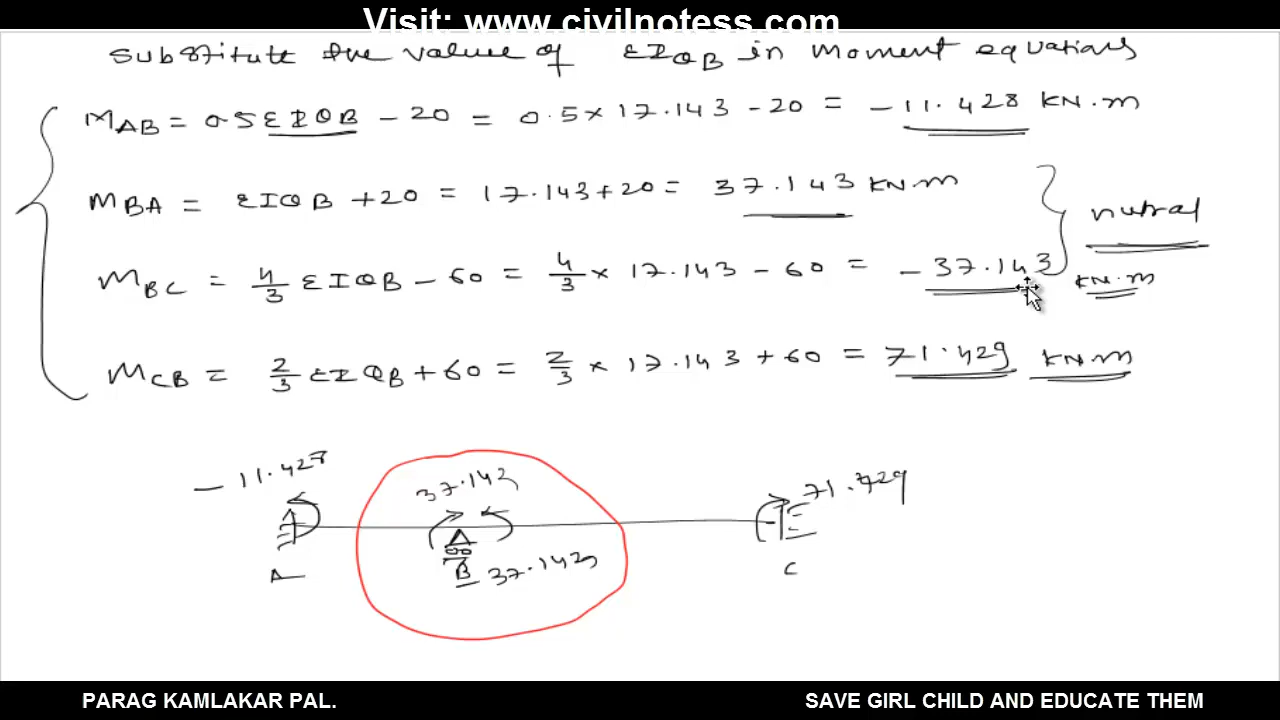 Visit: www.civilnotess.com
Substitute the value of EIθB in Moment equations
MAB = 0.5EIθB - 20 = 0.5 × 17.143 - 20 = - 11.428 KN.m
MBA = EIθB + 20 = 17.143 + 20 = 37.143 KN.M
MBC = 4/3 EIθB - 60 = 4/3 × 17.143 - 60 = - 37.143 KN.M
nutral
MCB = 2/3 EIθB + 60 = 2/3 × 17.143 + 60 = 71.429 KN.M
- 11.428
37.143
71.429
A
B
37.143
C
PARAG KAMLAKAR PAL.
SAVE GIRL CHILD AND EDUCATE THEM